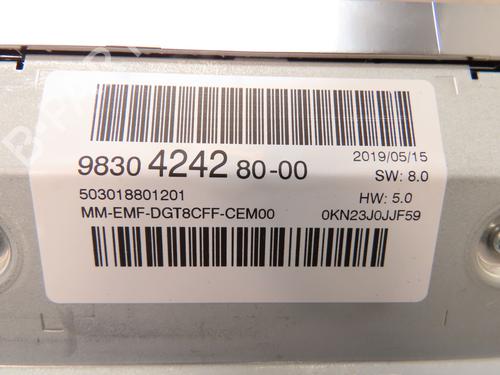 9830 4242 80-00
2019/05/15
SW: 8.0
503018801201
HW: 5.0
MM-EMF-DGT8CFF-CEM00
0KN23J0JJF59
B-PARTS